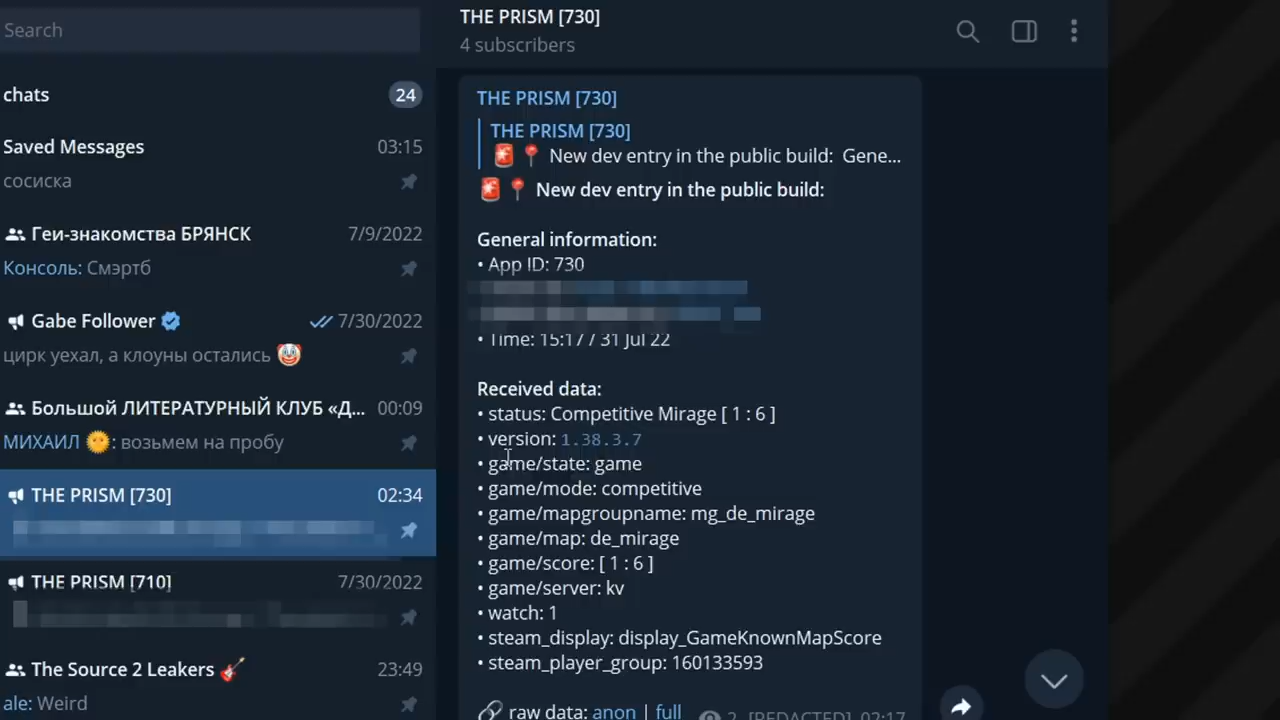 Search
chats
24
Saved Messages
03:15
сосиска
Геи-знакомства БРЯНСК
7/9/2022
Консоль: Смэртб
Gabe Follower
7/30/2022
цирк уехал, а клоуны остались 🤡
Большой ЛИТЕРАТУРНЫЙ КЛУБ «Д...
00:09
МИХАИЛ 🌞: возьмем на пробу
THE PRISM [730]
02:34
THE PRISM [710]
7/30/2022
The Source 2 Leakers 🎸
23:49
ale: Weird
THE PRISM [730]
4 subscribers
THE PRISM [730]
THE PRISM [730]
🚨 📍 New dev entry in the public build: Gene...
🚨 📍 New dev entry in the public build:
General information:
• App ID: 730
• Time: 15:17 / 31 Jul 22
Received data:
• status: Competitive Mirage [ 1 : 6 ]
• version: 1.38.3.7
• game/state: game
• game/mode: competitive
• game/mapgroupname: mg_de_mirage
• game/map: de_mirage
• game/score: [ 1 : 6 ]
• game/server: kv
• watch: 1
• steam_display: display_GameKnownMapScore
• steam_player_group: 160133593
🔗 raw data: anon | full
2 [REDACTED] 02:17